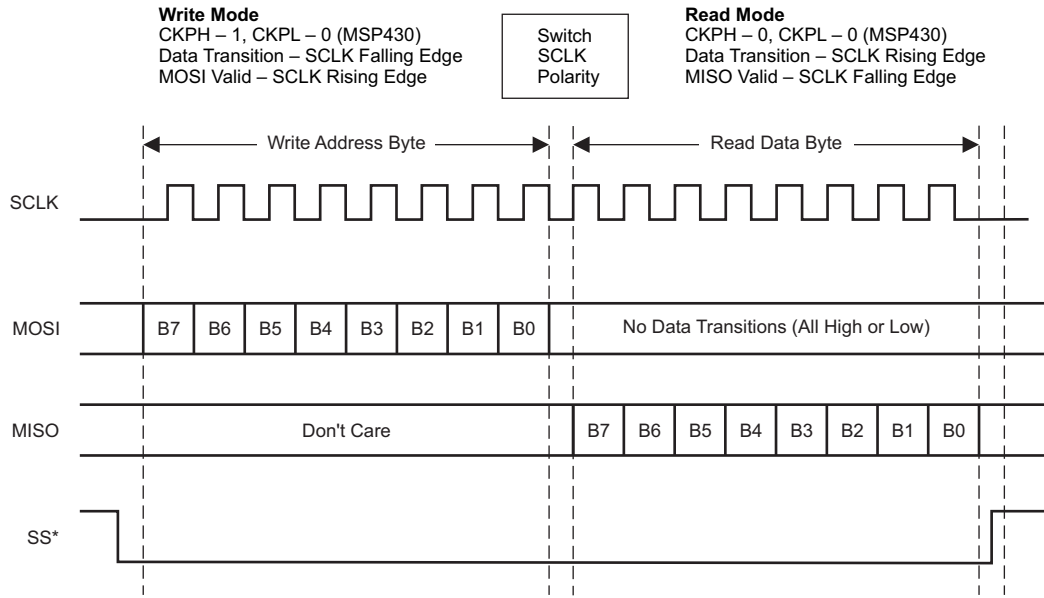 Write Mode
CKPH – 1, CKPL – 0 (MSP430)
Data Transition – SCLK Falling Edge
MOSI Valid – SCLK Rising Edge
Switch
SCLK
Polarity
Read Mode
CKPH – 0, CKPL – 0 (MSP430)
Data Transition – SCLK Rising Edge
MISO Valid – SCLK Falling Edge
Write Address Byte
Read Data Byte
SCLK
MOSI
B7 B6 B5 B4 B3 B2 B1 B0
No Data Transitions (All High or Low)
MISO
Don't Care
B7 B6 B5 B4 B3 B2 B1 B0
SS*